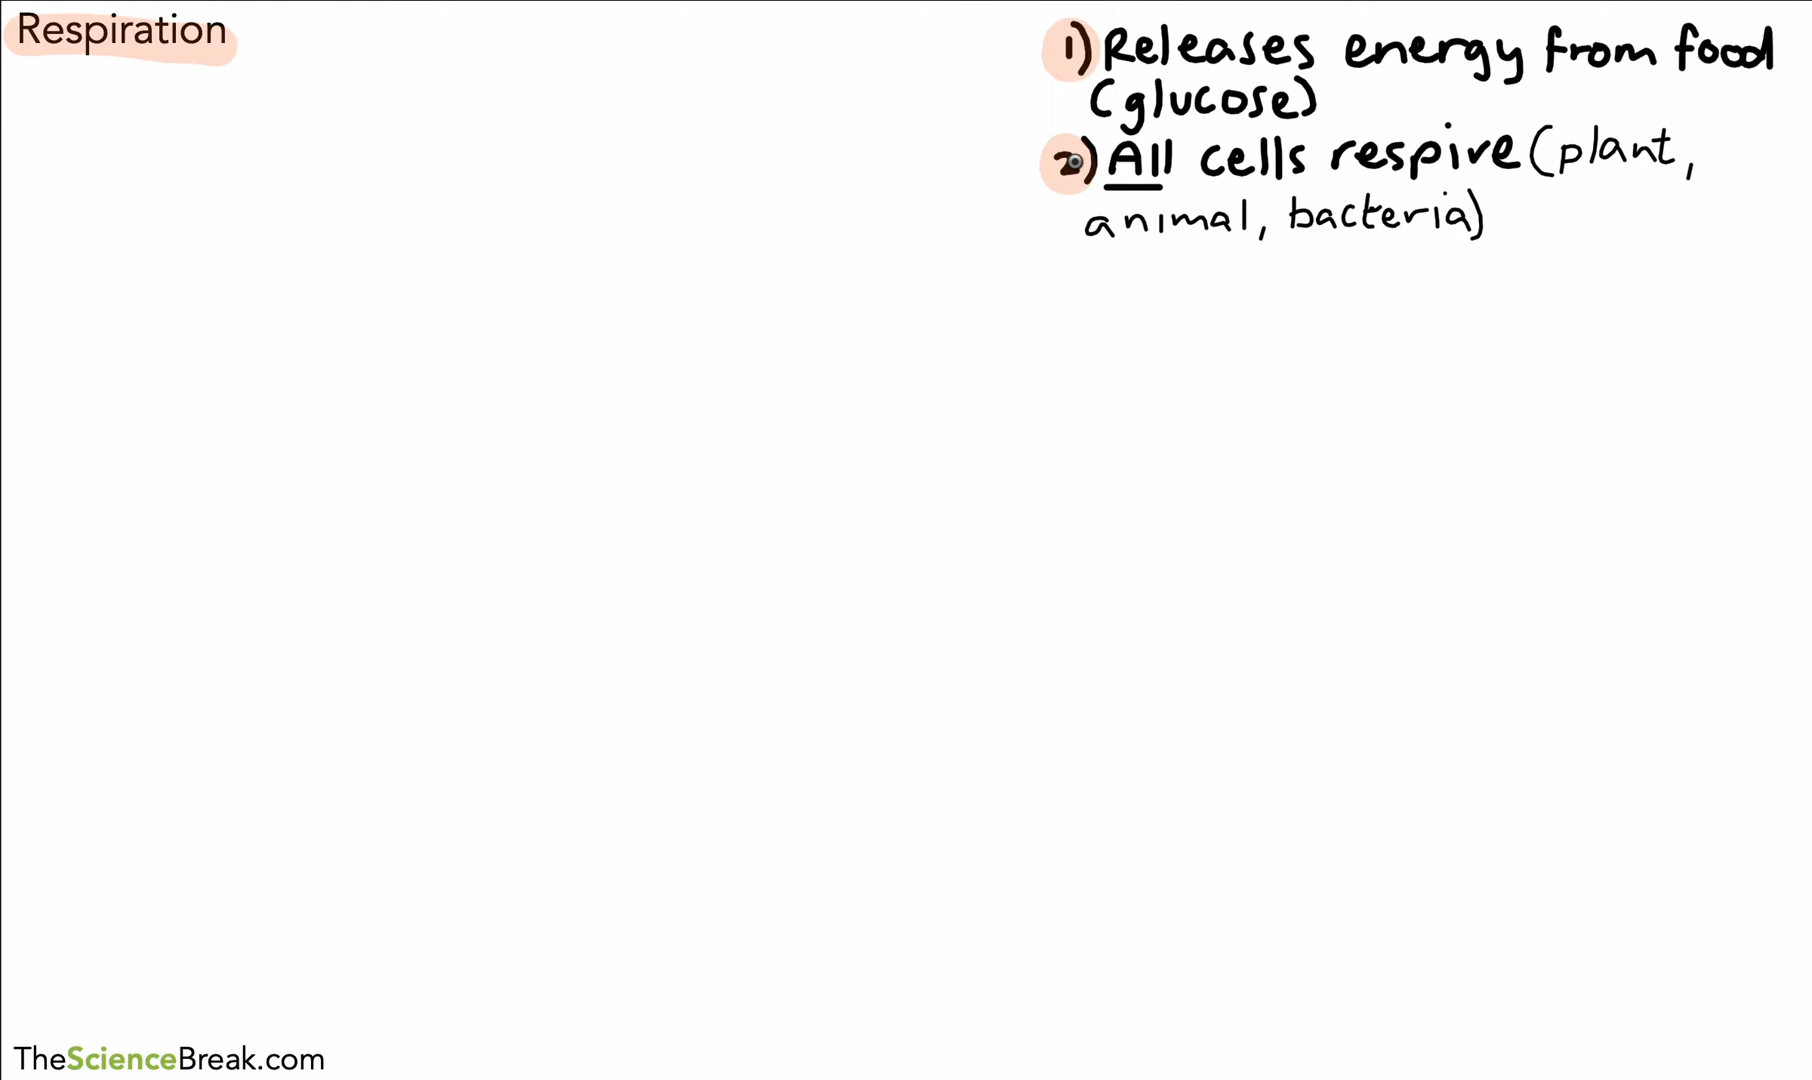 Respiration
1) Releases energy from food
(glucose)
2) All cells respire (plant,
animal, bacteria)
TheScienceBreak.com